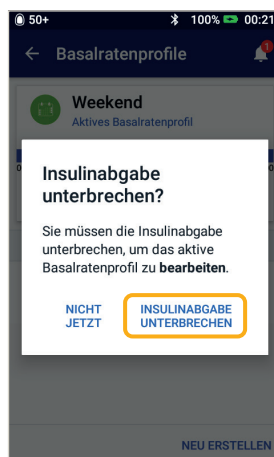 50+ 100% 00:21
Basalratenprofile 1
Weekend
Aktives Basalratenprofil
Insulinabgabe
unterbrechen?
Sie müssen die Insulinabgabe
unterbrechen, um das aktive
Basalratenprofil zu bearbeiten.
NICHT
JETZT
INSULINABGABE
UNTERBRECHEN
NEU ERSTELLEN